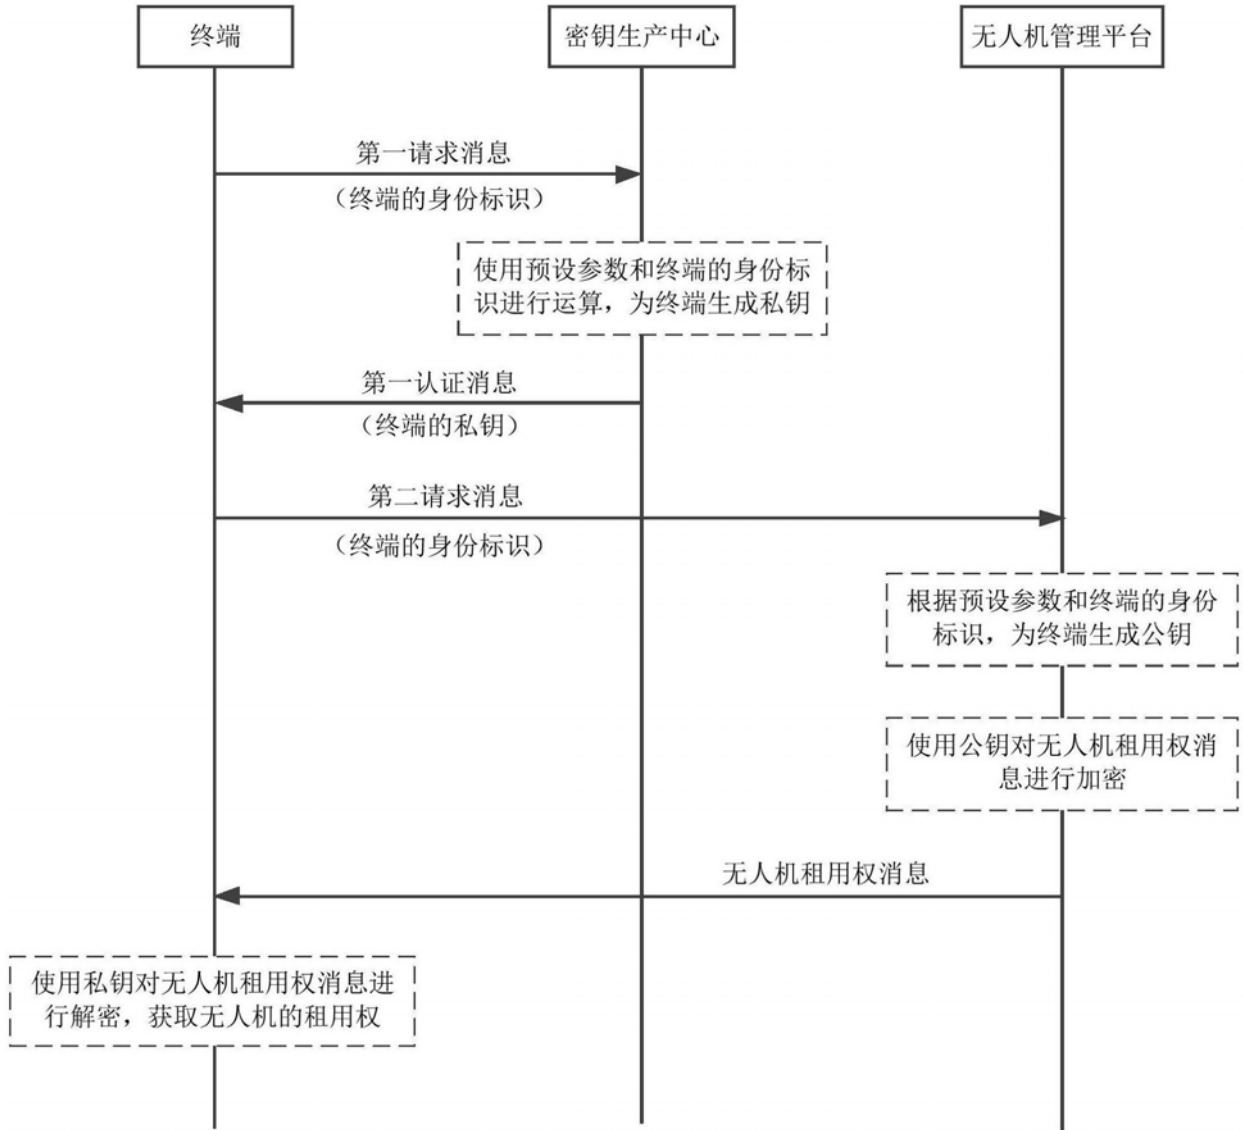 终端
密钥生产中心
无人机管理平台
第一请求消息
（终端的身份标识）
使用预设参数和终端的身份标
识进行运算，为终端生成私钥
第一认证消息
（终端的私钥）
第二请求消息
（终端的身份标识）
根据预设参数和终端的身份
标识，为终端生成公钥
使用公钥对无人机租用权消
息进行加密
无人机租用权消息
使用私钥对无人机租用权消息进
行解密，获取无人机的租用权